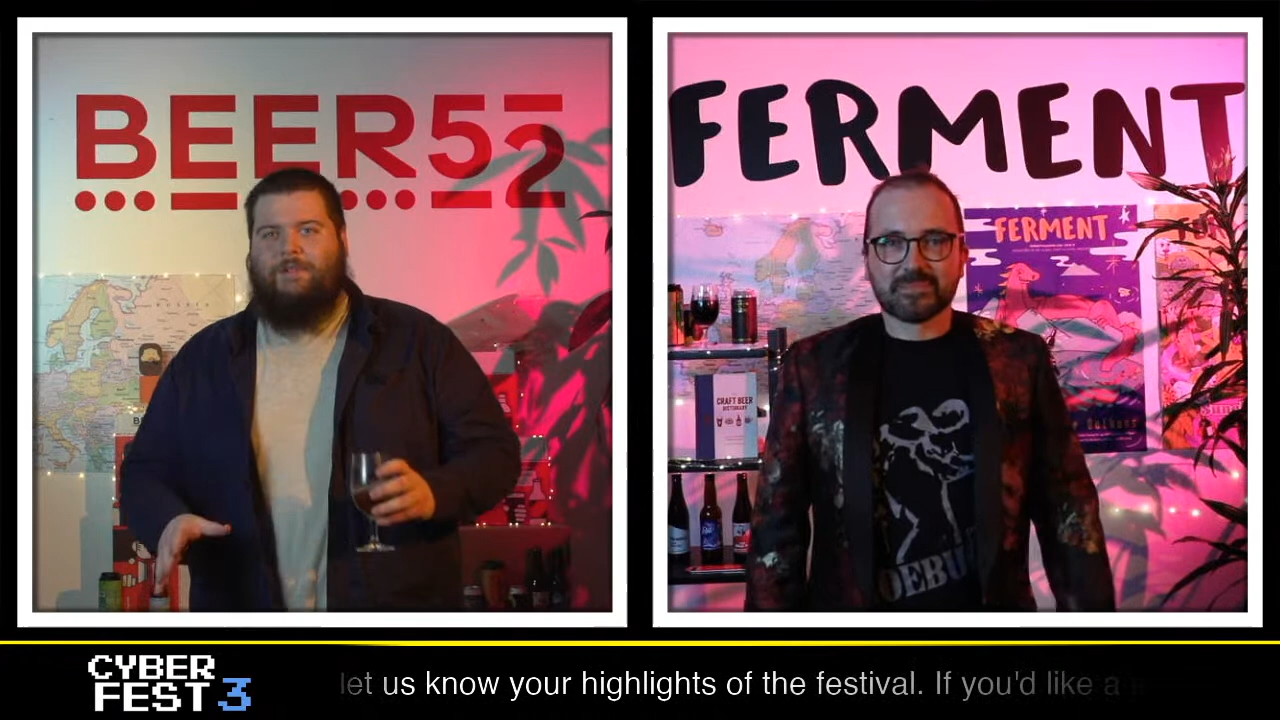 BEER52
FERMENT
FERMENT
CRAFT BEER
DICTIONARY
CYBER
FEST 3
let us know your highlights of the festival. If you'd like a